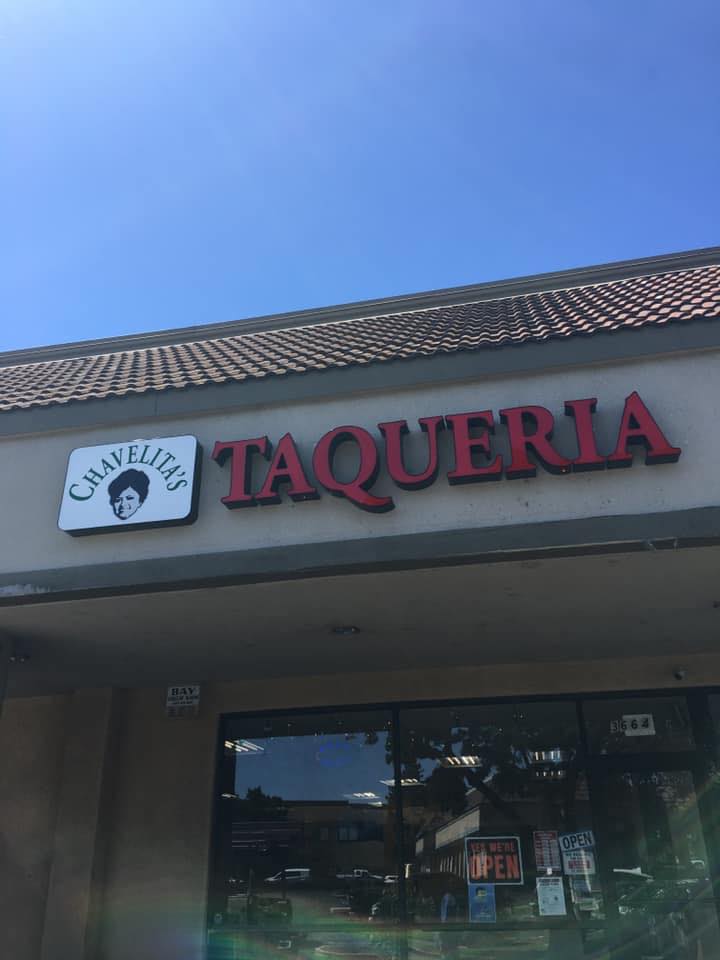 CHAVELITA'S
TAQUERIA
BAY
3664
YES WE'RE
OPEN
OPEN